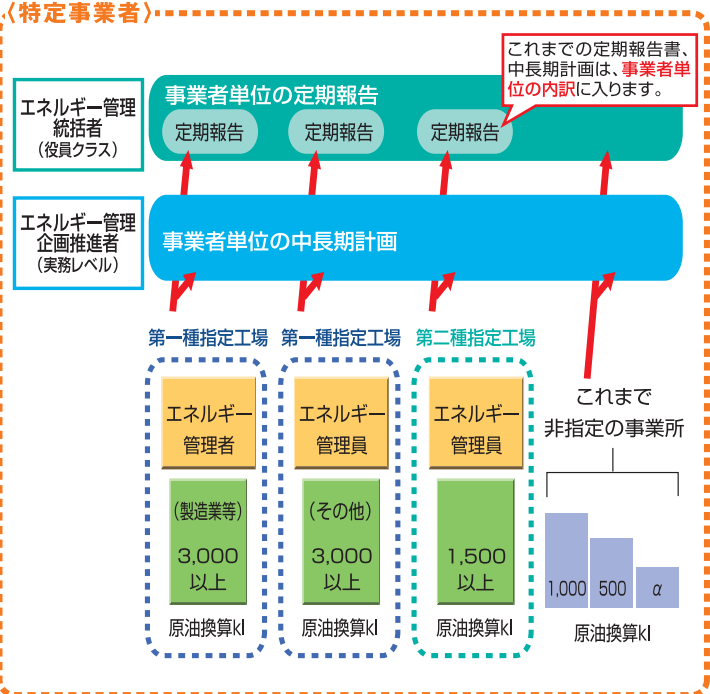 〈特定事業者〉
これまでの定期報告書、
中長期計画は、事業者単
位の内訳に入ります。
エネルギー管理
統括者
（役員クラス）
事業者単位の定期報告
定期報告
定期報告
定期報告
エネルギー管理
企画推進者
（実務レベル）
事業者単位の中長期計画
第一種指定工場
第一種指定工場
第二種指定工場
エネルギー
管理者
（製造業等）
3,000
以上
原油換算kl
エネルギー
管理員
（その他）
3,000
以上
原油換算kl
エネルギー
管理員
1,500
以上
原油換算kl
これまで
非指定の事業所
1,000
500
α
原油換算kl